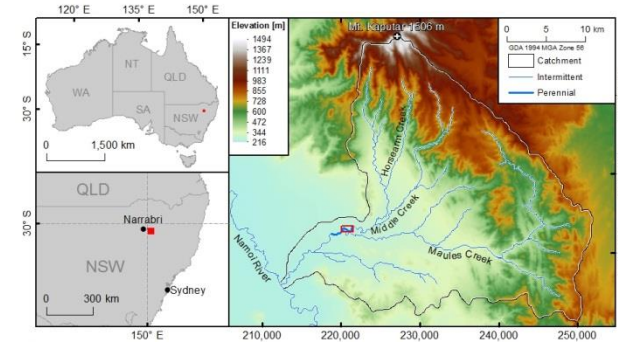 120° E
135° E
150° E
15°S
30°S
NT
QLD
WA
SA
NSW
0
1,500 km
30°S
QLD
Narrabri
NSW
Sydney
0
300 km
150° E
Elevation [m]
1494
1367
1239
1111
983
855
728
600
472
344
216
Mt. Kaputar 1506 m
0
5
10 km
GDA 1994 MGA Zone 56
Catchment
Intermittent
Perennial
Horsearm Creek
Middle Creek
Maules Creek
Namoi River
210,000
220,000
230,000
240,000
250,000